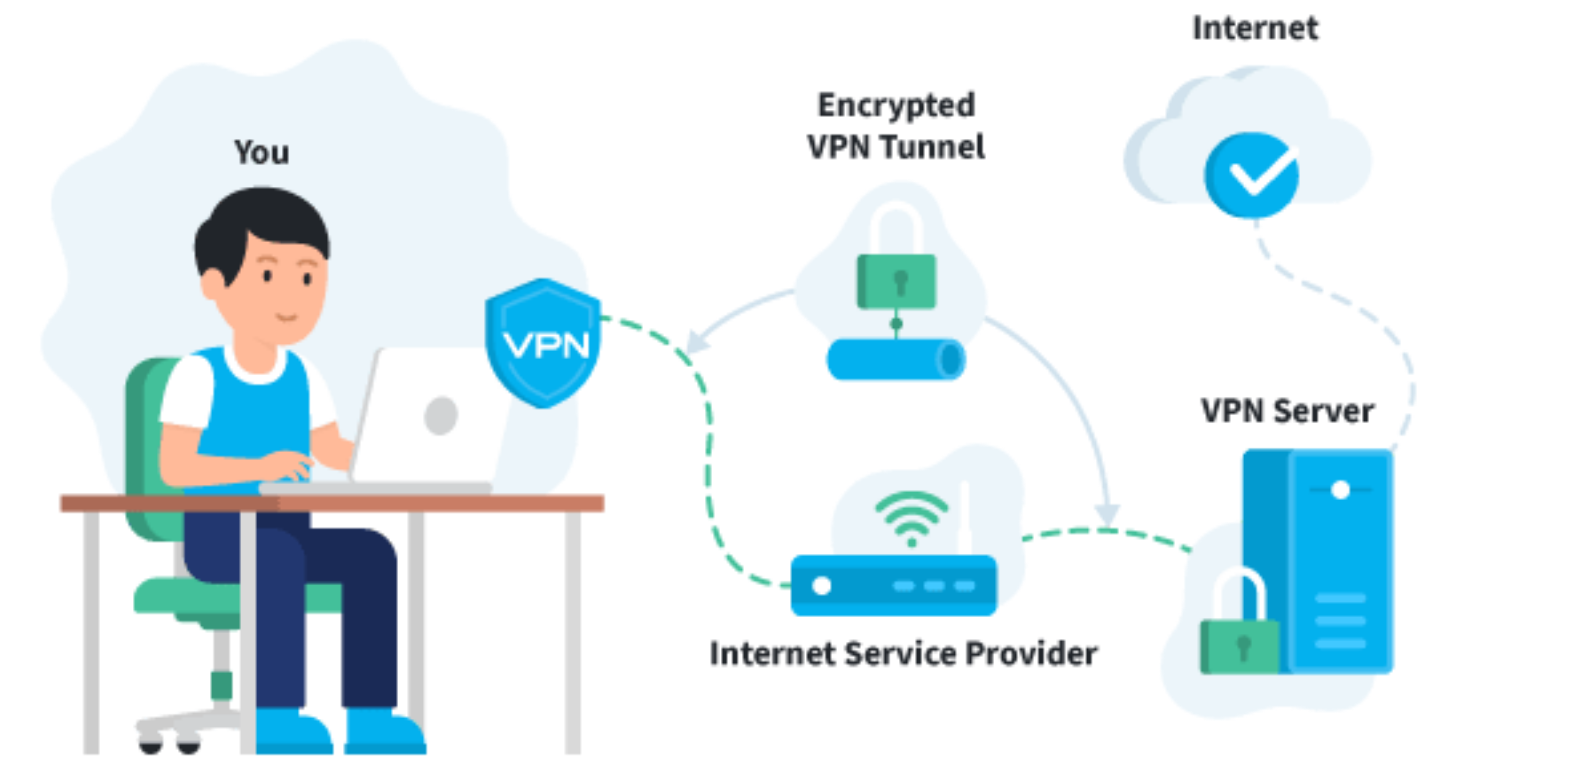 Internet
Encrypted
VPN Tunnel
You
VPN
VPN Server
Internet Service Provider